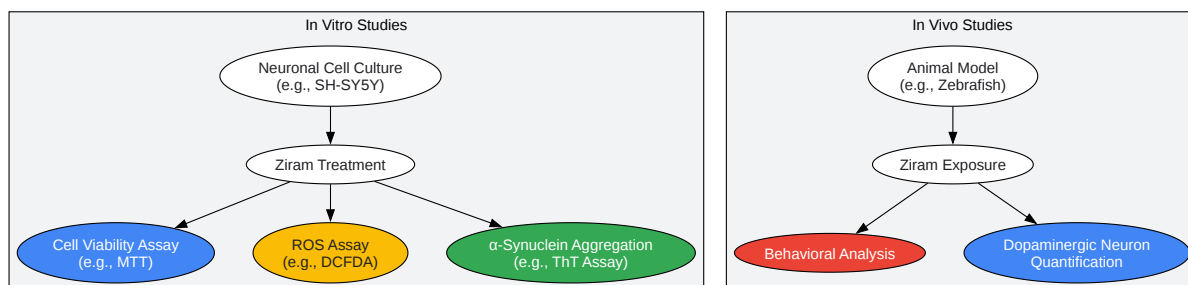 In Vitro Studies
Neuronal Cell Culture
(e.g., SH-SY5Y)
Ziram Treatment
Cell Viability Assay
(e.g., MTT)
ROS Assay
(e.g., DCFDA)
α-Synuclein Aggregation
(e.g., ThT Assay)
In Vivo Studies
Animal Model
(e.g., Zebrafish)
Ziram Exposure
Behavioral Analysis
Dopaminergic Neuron
Quantification